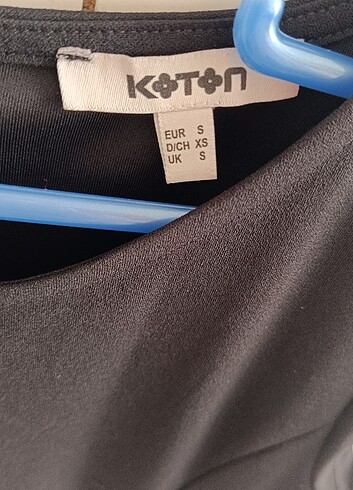 KOTON
EUR S
D/CH XS
UK S